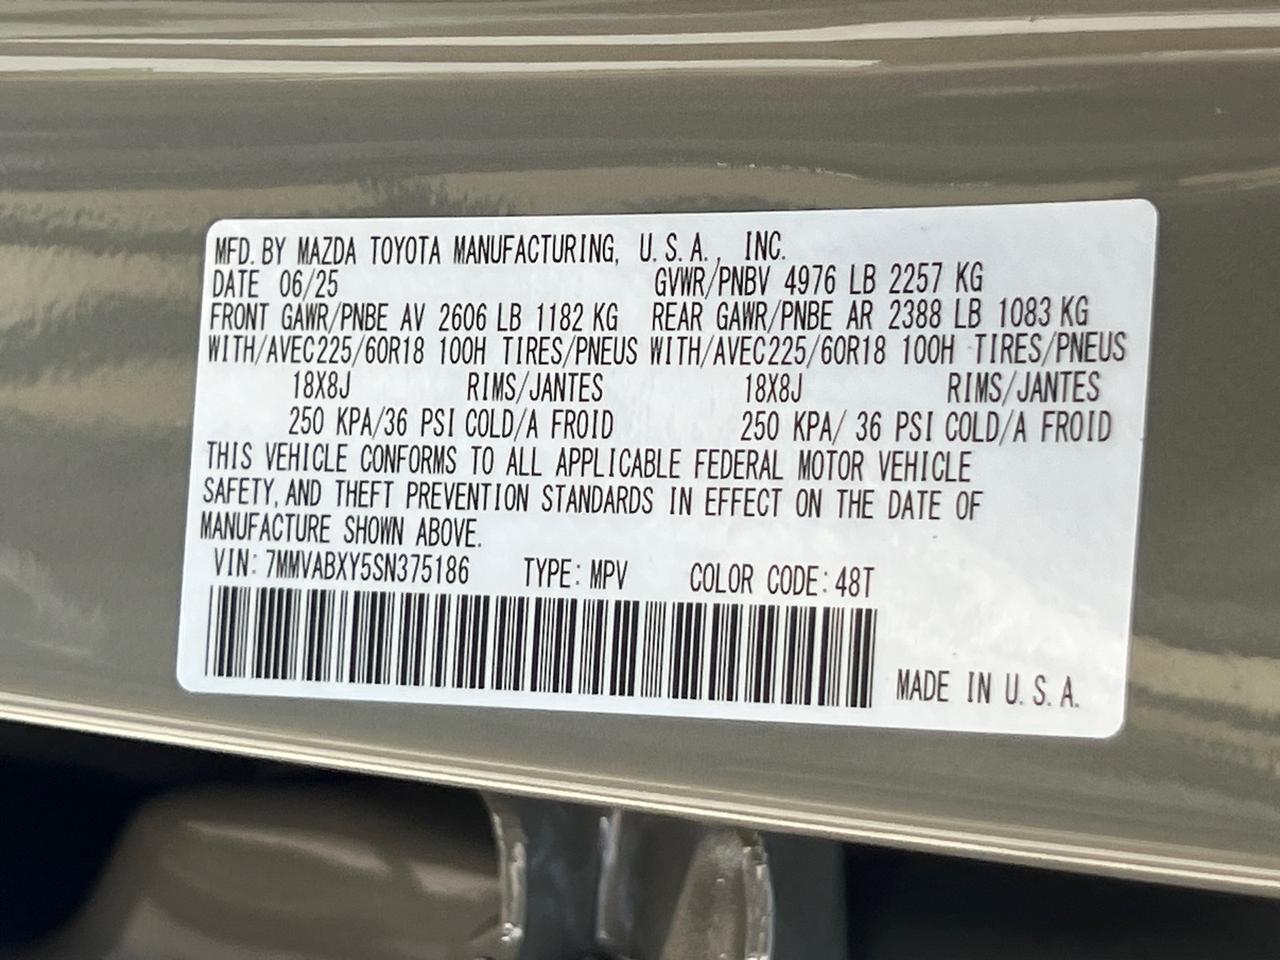 MFD. BY MAZDA TOYOTA MANUFACTURING, U.S.A., INC.
DATE 06/25 GVWR/PNBV 4976 LB 2257 KG
FRONT GAWR/PNBE AV 2606 LB 1182 KG REAR GAWR/PNBE AR 2388 LB 1083 KG
WITH/AVEC225/60R18 100H TIRES/PNEUS WITH/AVEC225/60R18 100H TIRES/PNEUS
18X8J RIMS/JANTES 18X8J RIMS/JANTES
250 KPA/36 PSI COLD/A FROID 250 KPA/ 36 PSI COLD/A FROID
THIS VEHICLE CONFORMS TO ALL APPLICABLE FEDERAL MOTOR VEHICLE
SAFETY, AND THEFT PREVENTION STANDARDS IN EFFECT ON THE DATE OF
MANUFACTURE SHOWN ABOVE.
VIN: 7MMVABXY5SN375186 TYPE: MPV COLOR CODE: 48T
MADE IN U.S.A.